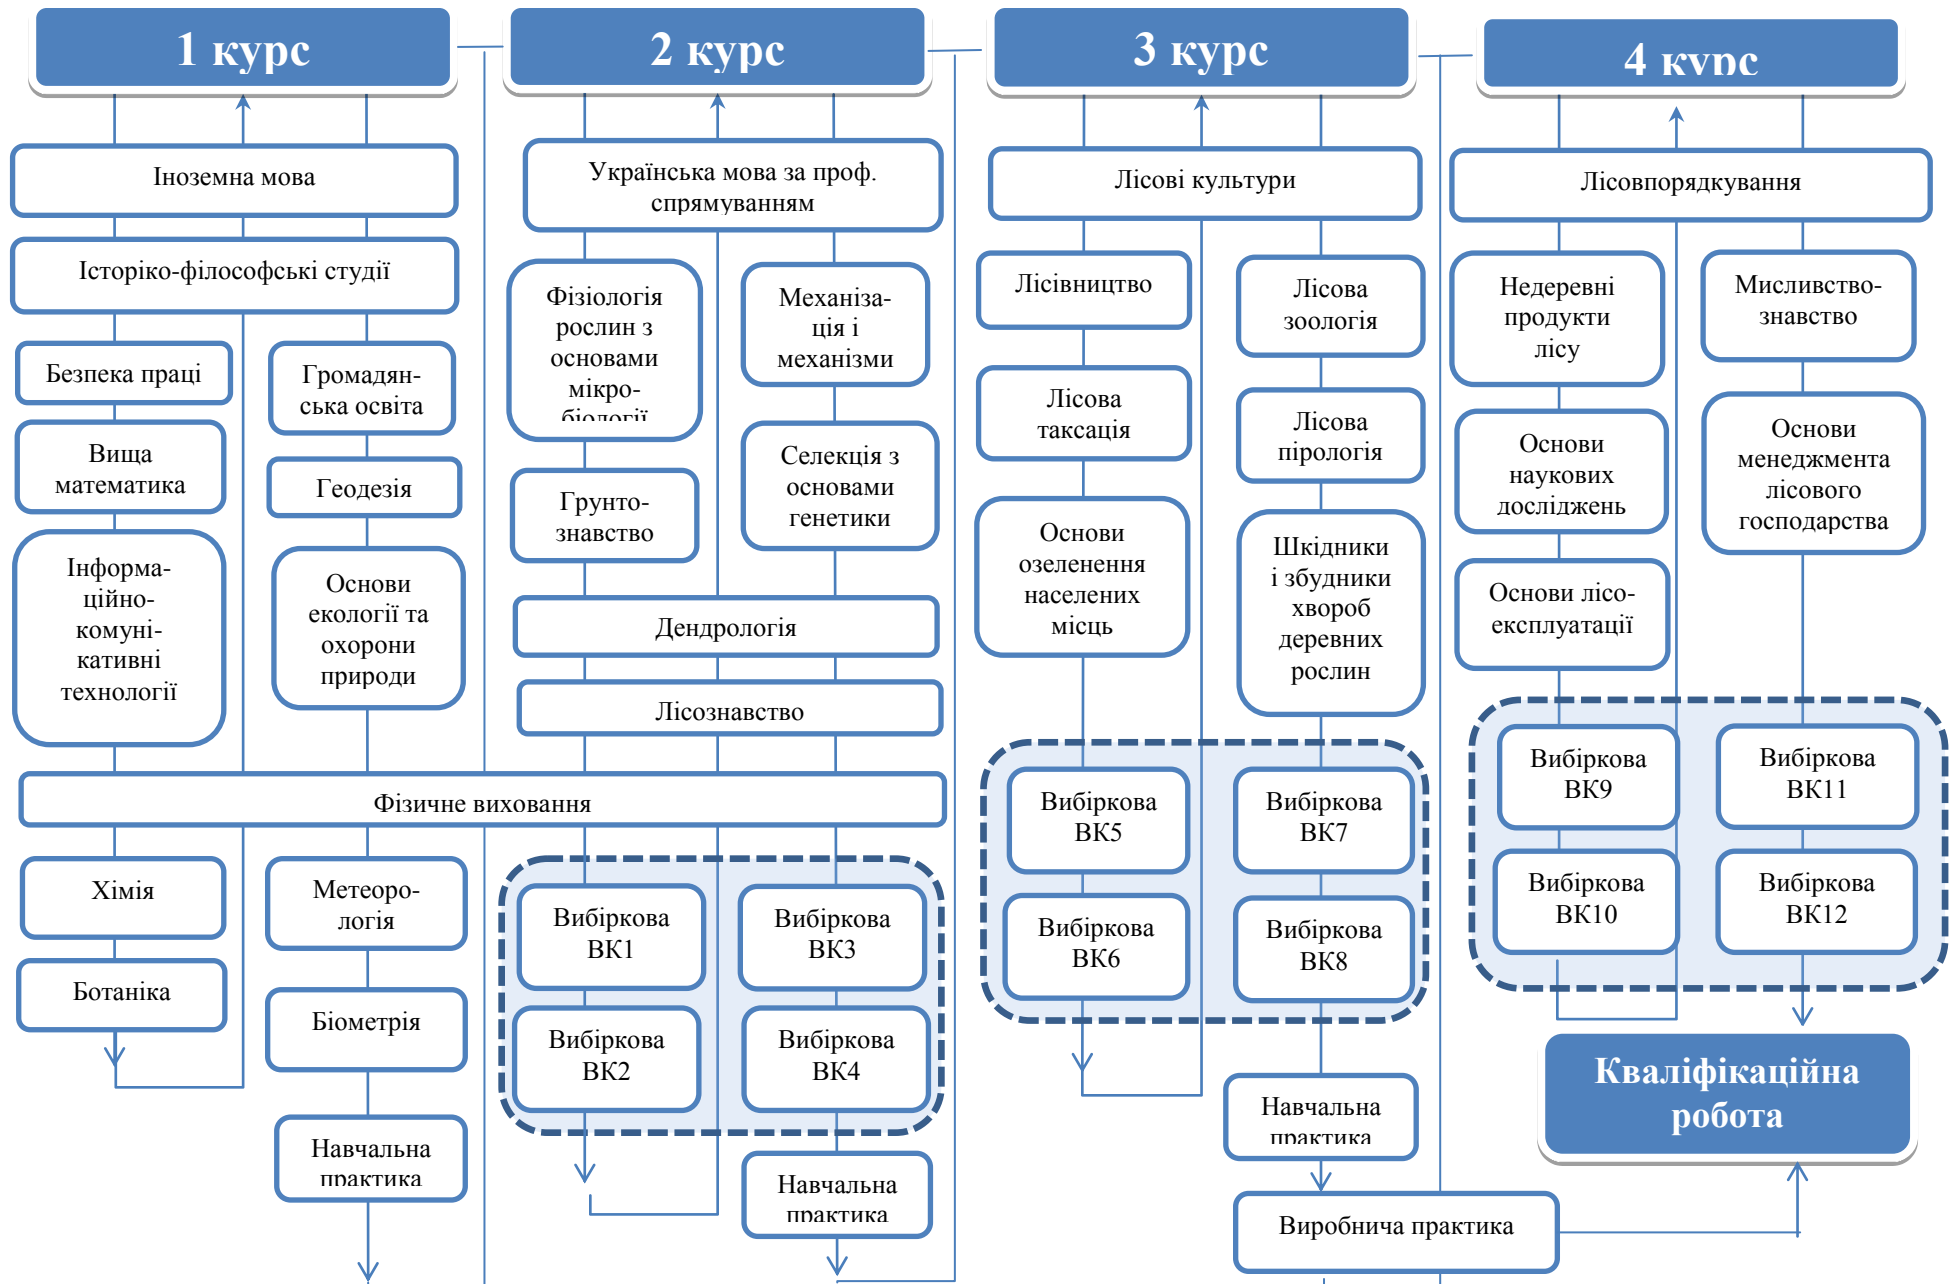 1 курс
Іноземна мова
Історіко-філософські студії
Безпека праці
Громадян-
ська освіта
Вища
математика
Геодезія
Інформа-
ційно-
комуні-
кативні
технології
Основи
екології та
охорони
природи
Фізичне виховання
Хімія
Метеоро-
логія
Ботаніка
Біометрія
Навчальна
практика
2 курс
Українська мова за проф.
спрямуванням
Фізіологія
рослин з
основами
мікро-
біології
Механіза-
ція і
механізми
Грунто-
знавство
Селекція з
основами
генетики
Дендрологія
Лісознавство
Вибіркова
ВК1
Вибіркова
ВК3
Вибіркова
ВК2
Вибіркова
ВК4
Навчальна
практика
3 курс
Лісові культури
Лісівництво
Лісова
зоологія
Лісова
таксація
Лісова
пірологія
Основи
озеленення
населених
місць
Шкідники
і збудники
хвороб
деревних
рослин
Вибіркова
ВК5
Вибіркова
ВК7
Вибіркова
ВК6
Вибіркова
ВК8
Навчальна
практика
Виробнича практика
4 курс
Лісовпорядкування
Недеревні
продукти
лісу
Мисливство-
знавство
Основи
наукових
досліджень
Основи
менеджмента
лісового
господарства
Основи лісо-
експлуатації
Вибіркова
ВК9
Вибіркова
ВК11
Вибіркова
ВК10
Вибіркова
ВК12
Кваліфікаційна
робота